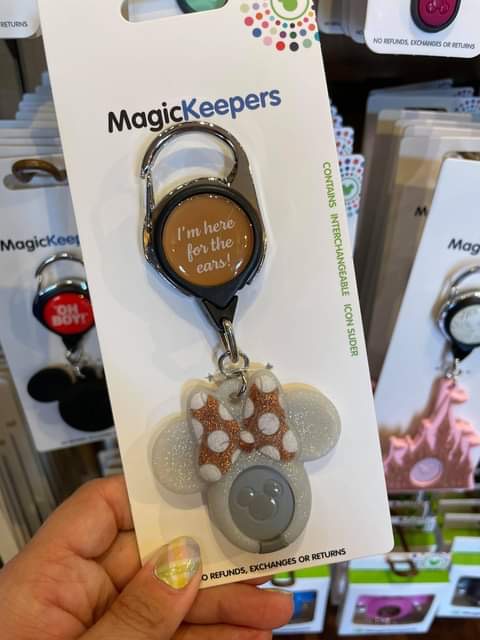 RETURNS
NO REFUNDS, EXCHANGES OR RETURNS
MagicKeepers
I'm here
for the
ears!
CONTAINS INTERCHANGEABLE ICON SLIDER
MagicKeep
"OH
BOY!"
Mag
O REFUNDS, EXCHANGES OR RETURNS